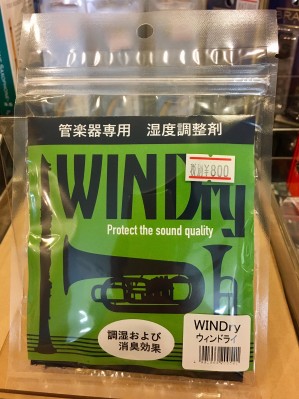 管楽器専用 湿度調整剤
WINDry
¥800
Protect the sound quality
調湿および
消臭効果
WINDry
ウィンドライ